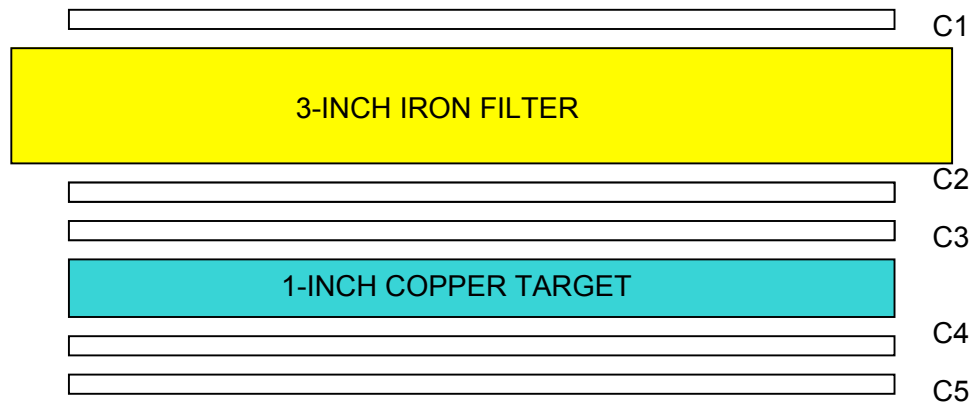 C1
3-INCH IRON FILTER
C2
C3
1-INCH COPPER TARGET
C4
C5